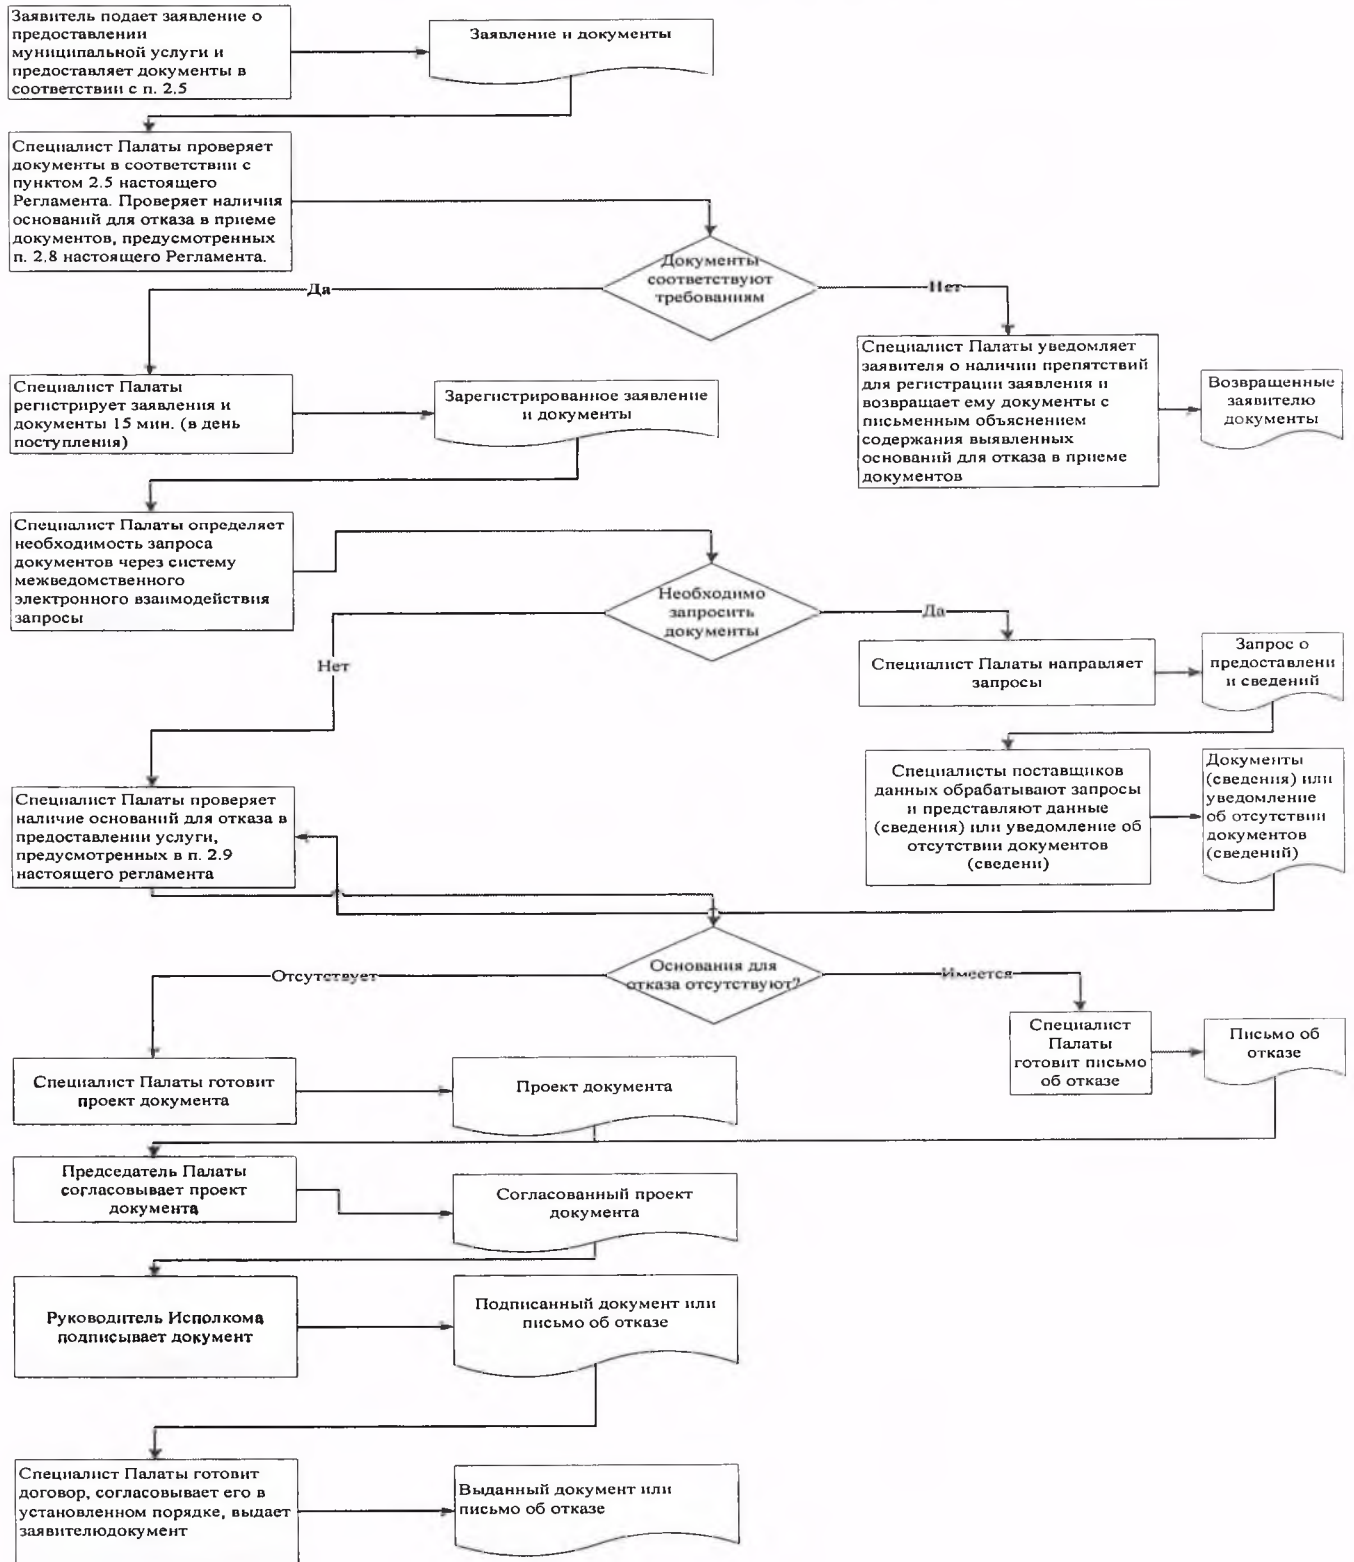 Заявитель подает заявление о
предоставлении
муниципальной услуги и
предоставляет документы в
соответствии с п. 2.5
Заявление и документы
Специалист Палаты проверяет
документы в соответствии с
пунктом 2.5 настоящего
Регламента. Проверяет наличия
оснований для отказа в приеме
документов, предусмотренных
п. 2.8 настоящего Регламента.
Документы
соответствуют
требованиям
Да
Нет
Специалист Палаты
регистрирует заявления и
документы 15 мин. (в день
поступления)
Зарегистрированное заявление
и документы
Специалист Палаты уведомляет
заявителя о наличии препятствий
для регистрации заявления и
возвращает ему документы с
письменным объяснением
содержания выявленных
оснований для отказа в приеме
документов
Возвращенные
заявителю
документы
Специалист Палаты определяет
необходимость запроса
документов через систему
межведомственного
электронного взаимодействия
запросы
Необходимо
запросить
документы
Да
Нет
Специалист Палаты направляет
запросы
Запрос о
предоставлени
и сведений
Специалисты поставщиков
данных обрабатывают запросы
и представляют данные
(сведения) или уведомление об
отсутствии документов
(сведени)
Документы
(сведения) или
уведомление
об отсутствии
документов
(сведений)
Специалист Палаты проверяет
наличие оснований для отказа в
предоставлении услуги,
предусмотренных в п. 2.9
настоящего регламента
Основания для
отказа отсутствуют?
Отсутствует
Имеется
Специалист
Палаты
готовит письмо
об отказе
Письмо об
отказе
Специалист Палаты готовит
проект документа
Проект документа
Председатель Палаты
согласовывает проект
документа
Согласованный проект
документа
Руководитель Исполкома
подписывает документ
Подписанный документ или
письмо об отказе
Специалист Палаты готовит
договор, согласовывает его в
установленном порядке, выдает
заявителюдокумент
Выданный документ или
письмо об отказе